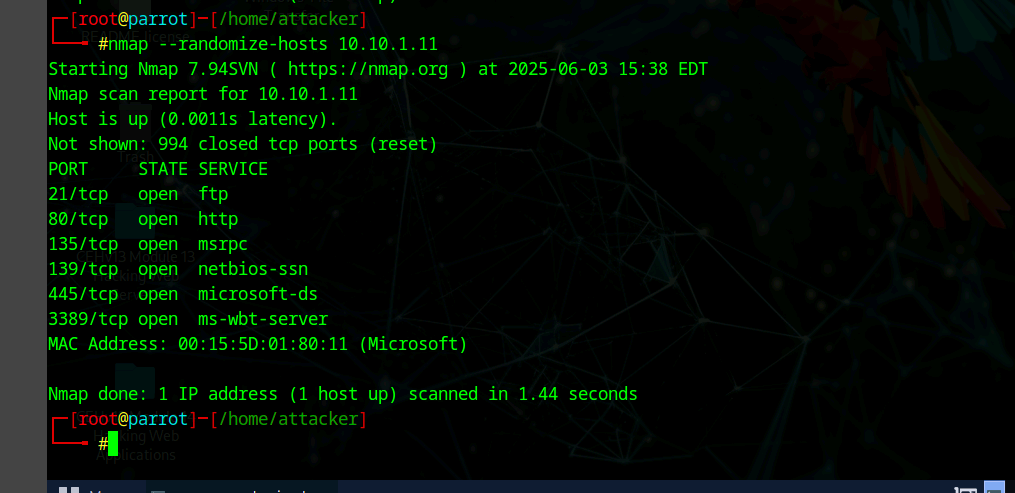 ┌─[root@parrot]─[/home/attacker]
└──╼ #nmap --randomize-hosts 10.10.1.11
Starting Nmap 7.94SVN ( https://nmap.org ) at 2025-06-03 15:38 EDT
Nmap scan report for 10.10.1.11
Host is up (0.0011s latency).
Not shown: 994 closed tcp ports (reset)
PORT     STATE SERVICE
21/tcp   open  ftp
80/tcp   open  http
135/tcp  open  msrpc
139/tcp  open  netbios-ssn
445/tcp  open  microsoft-ds
3389/tcp open  ms-wbt-server
MAC Address: 00:15:5D:01:80:11 (Microsoft)
Nmap done: 1 IP address (1 host up) scanned in 1.44 seconds
┌─[root@parrot]─[/home/attacker]
└──╼ #
Web
Applications